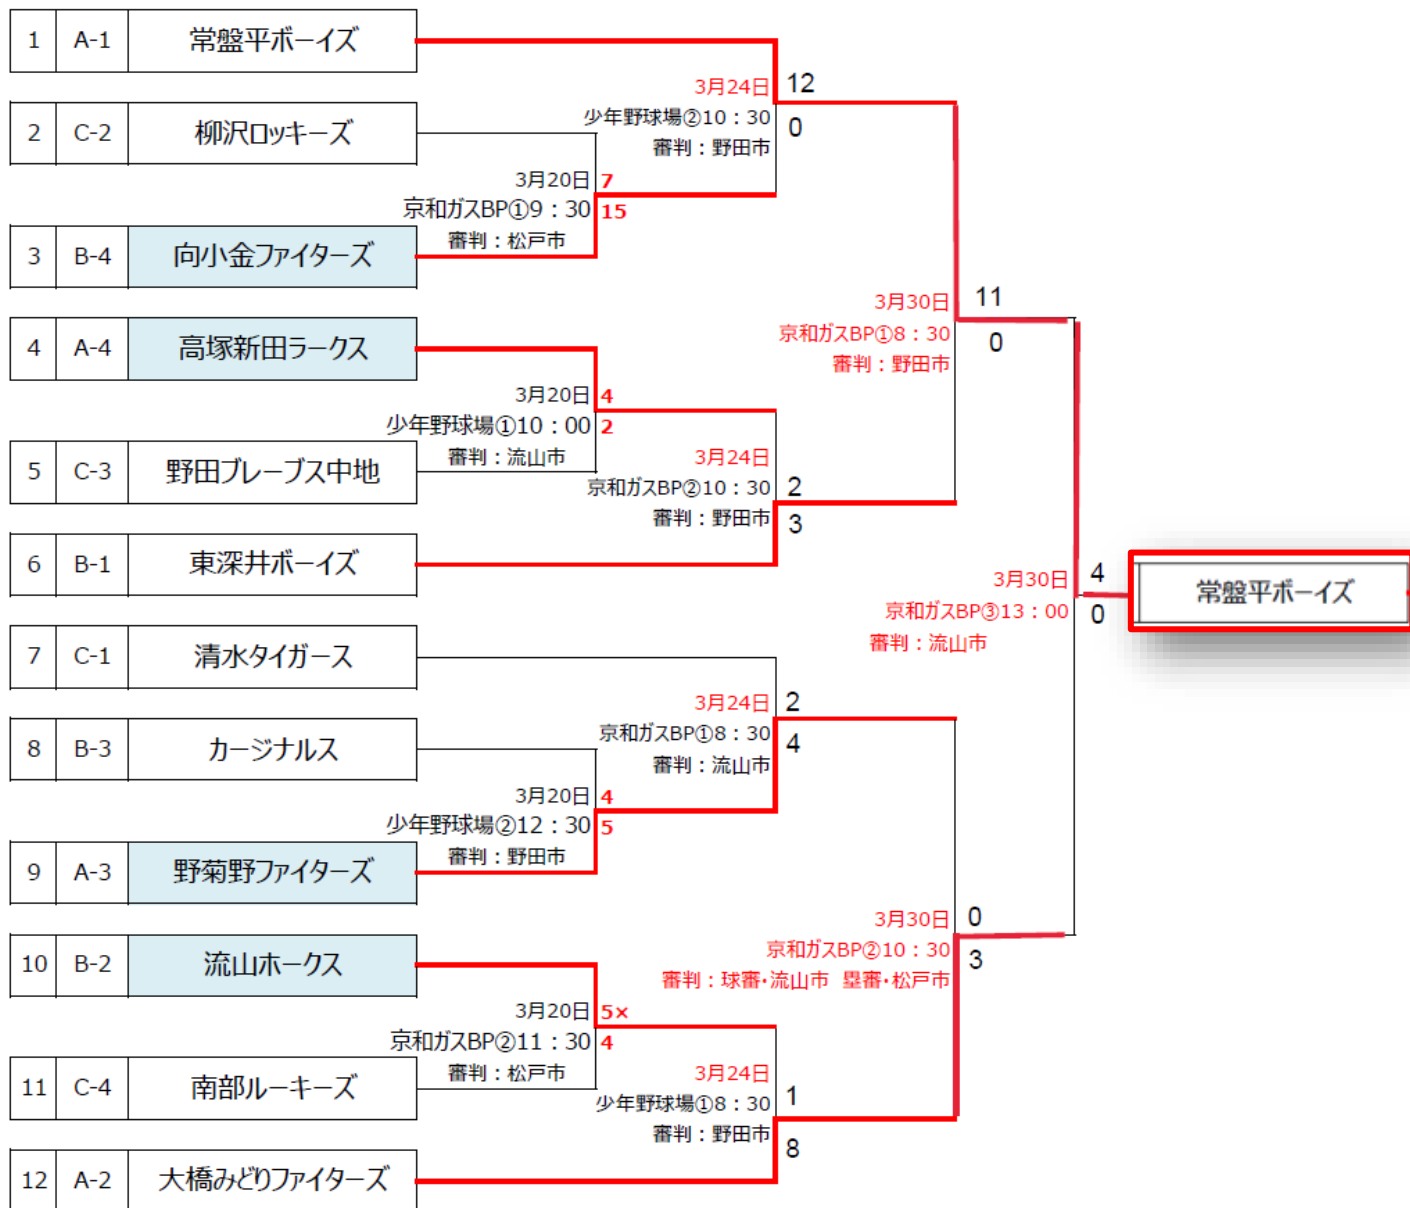 1 A-1 常盤平ボーイズ
3月24日 12
少年野球場②10：30 0
審判：野田市
2 C-2 柳沢ロッキーズ
3月20日 7
京和ガスBP①9：30 15
審判：松戸市
3 B-4 向小金ファイターズ
3月30日 11
京和ガスBP①8：30 0
審判：野田市
4 A-4 高塚新田ラークス
3月20日 4
少年野球場①10：00 2
審判：流山市
5 C-3 野田ブレーブス中地
3月24日
京和ガスBP②10：30 2
審判：野田市 3
6 B-1 東深井ボーイズ
3月30日 4
京和ガスBP③13：00 0
審判：流山市
常盤平ボーイズ
7 C-1 清水タイガース
3月24日 2
京和ガスBP①8：30 4
審判：流山市
8 B-3 カージナルス
3月20日 4
少年野球場②12：30 5
審判：野田市
9 A-3 野菊野ファイターズ
3月30日 0
京和ガスBP②10：30 3
審判：球審・流山市 塁審・松戸市
10 B-2 流山ホークス
3月20日 5×
京和ガスBP②11：30 4
審判：松戸市
11 C-4 南部ルーキーズ
3月24日 1
少年野球場①8：30
審判：野田市 8
12 A-2 大橋みどりファイターズ